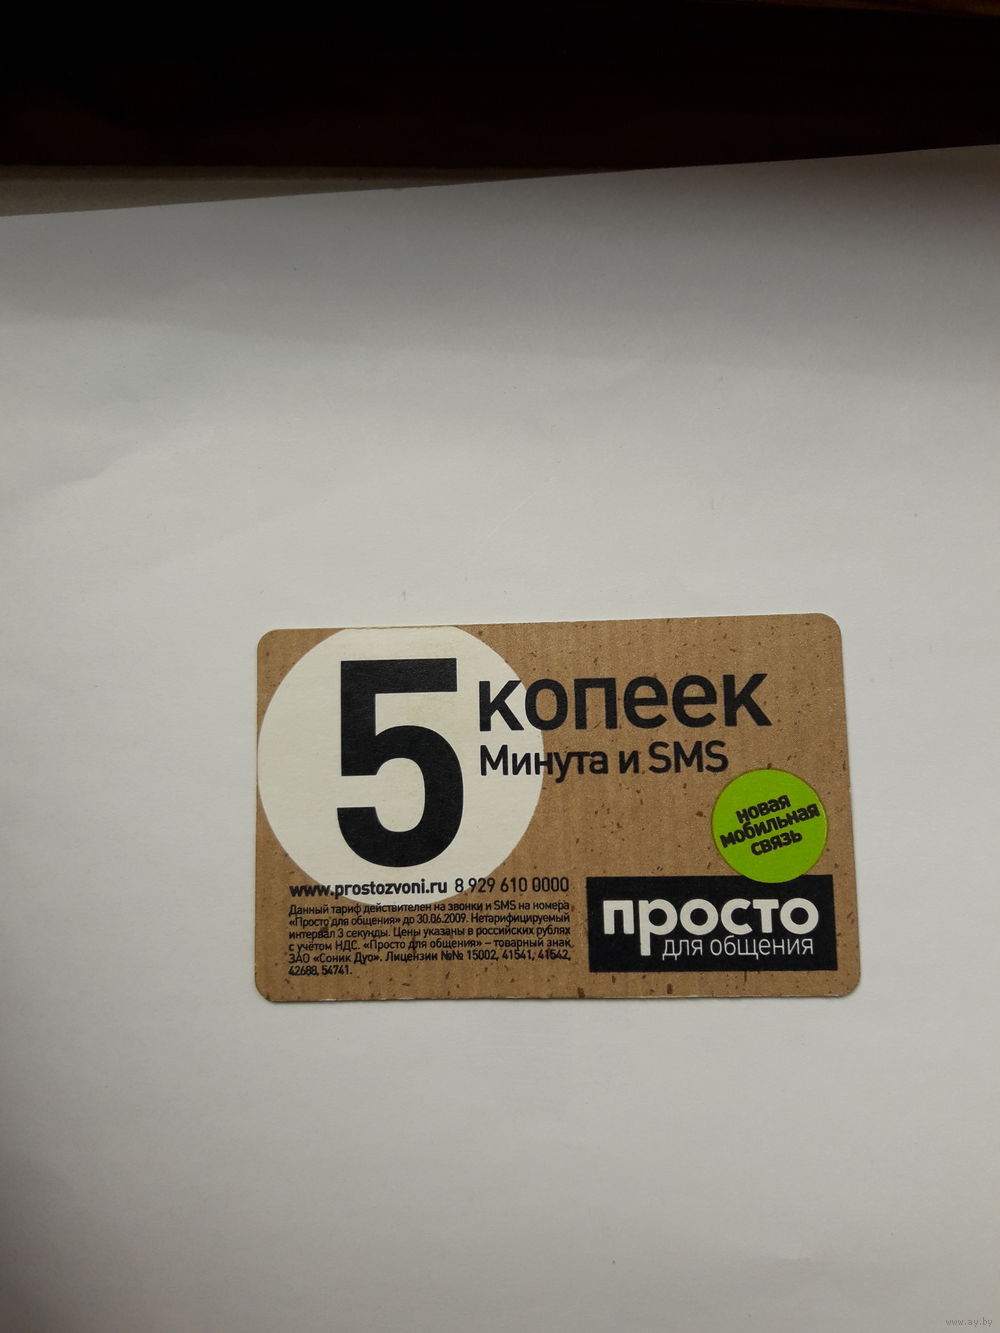 5 копеек
Минута и SMS
новая
мобильная
связь
www.prostozvoni.ru 8 929 610 0000
Данный тариф действителен на звонки и SMS на номера
«Просто для общения» до 30.06.2009. Нетарифицируемый
интервал 3 секунды. Цены указаны в российских рублях
с учётом НДС. «Просто для общения» – товарный знак
ЗАО «Соник Дуо». Лицензии №№ 15002, 41541, 41542,
42688, 54741.
просто
для общения
www.ay.by